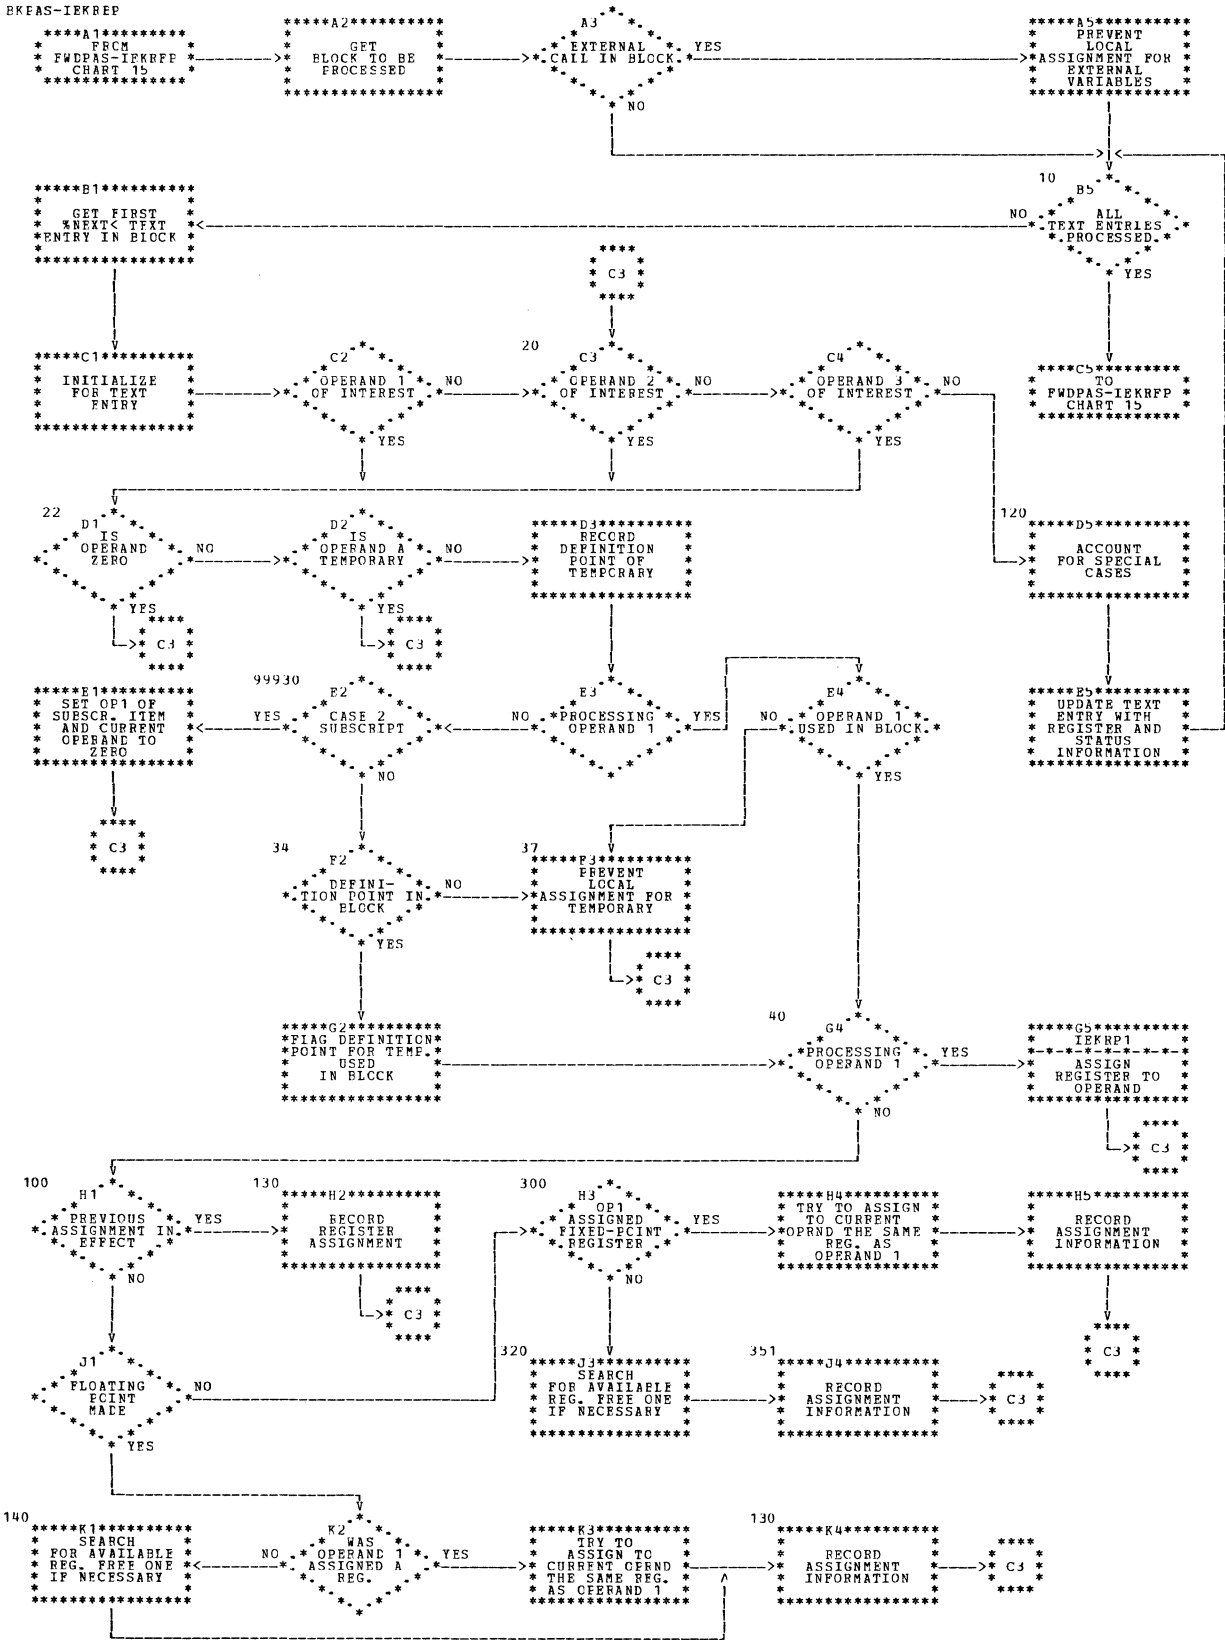 BKPAS-IEKREP
A1
FROM
FWDPAS-IEKRFP
CHART 15
A2
GET
BLOCK TO BE
PROCESSED
A3
EXTERNAL
CALL IN BLOCK
YES
NO
A5
PREVENT
LOCAL
ASSIGNMENT FOR
EXTERNAL
VARIABLES
B1
GET FIRST
%NEXT< TEXT
ENTRY IN BLOCK
10
B5
ALL
TEXT ENTRIES
PROCESSED
NO
YES
C3
C1
INITIALIZE
FOR TEXT
ENTRY
C2
OPERAND 1
OF INTEREST
NO
YES
20
C3
OPERAND 2
OF INTEREST
NO
YES
C4
OPERAND 3
OF INTEREST
NO
YES
C5
TO
FWDPAS-IEKRFP
CHART 15
22
D1
IS
OPERAND
ZERO
NO
YES
C3
D2
IS
OPERAND A
TEMPORARY
NO
YES
C3
D3
RECORD
DEFINITION
POINT OF
TEMPORARY
120
D5
ACCOUNT
FOR SPECIAL
CASES
E1
SET OP1 OF
SUBSCR. ITEM
AND CURRENT
OPERAND TO
ZERO
C3
99930
E2
CASE 2
SUBSCRIPT
YES
NO
E3
PROCESSING
OPERAND 1
NO
YES
E4
OPERAND 1
USED IN BLOCK
NO
YES
E5
UPDATE TEXT
ENTRY WITH
REGISTER AND
STATUS
INFORMATION
34
F2
DEFINI-
TION POINT IN
BLOCK
NO
YES
37
F3
PREVENT
LOCAL
ASSIGNMENT FOR
TEMPORARY
C3
G2
FLAG DEFINITION
POINT FOR TEMP.
USED
IN BLOCK
40
G4
PROCESSING
OPERAND 1
YES
NO
G5
IEKRP1
ASSIGN
REGISTER TO
OPERAND
C3
100
H1
PREVIOUS
ASSIGNMENT IN
EFFECT
YES
NO
130
H2
RECORD
REGISTER
ASSIGNMENT
C3
300
H3
OP1
ASSIGNED
FIXED-POINT
REGISTER
YES
NO
H4
TRY TO ASSIGN
TO CURRENT
OPRND THE SAME
REG. AS
OPERAND 1
H5
RECORD
ASSIGNMENT
INFORMATION
C3
J1
FLOATING
POINT
MADE
NO
YES
320
J3
SEARCH
FOR AVAILABLE
REG. FREE ONE
IF NECESSARY
351
J4
RECORD
ASSIGNMENT
INFORMATION
C3
140
K1
SEARCH
FOR AVAILABLE
REG. FREE ONE
IF NECESSARY
K2
WAS
OPERAND 1
ASSIGNED A
REG.
NO
YES
K3
TRY TO
ASSIGN TO
CURRENT OPRND
THE SAME REG.
AS OPERAND 1
130
K4
RECORD
ASSIGNMENT
INFORMATION
C3